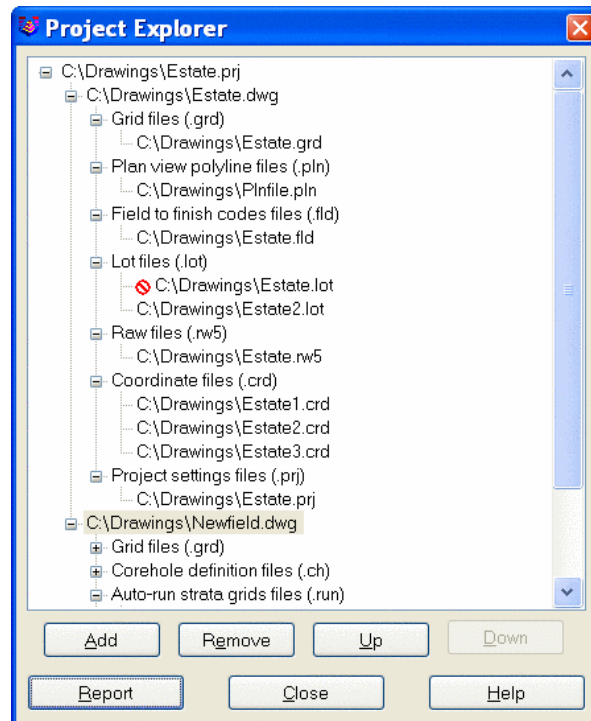 Project Explorer
C:\Drawings\Estate.prj
C:\Drawings\Estate.dwg
Grid files (.grd)
C:\Drawings\Estate.grd
Plan view polyline files (.pln)
C:\Drawings\Plnfile.pln
Field to finish codes files (.fld)
C:\Drawings\Estate.fld
Lot files (.lot)
C:\Drawings\Estate.lot
C:\Drawings\Estate2.lot
Raw files (.rw5)
C:\Drawings\Estate.rw5
Coordinate files (.crd)
C:\Drawings\Estate1.crd
C:\Drawings\Estate2.crd
C:\Drawings\Estate3.crd
Project settings files (.prj)
C:\Drawings\Estate.prj
C:\Drawings\Newfield.dwg
Grid files (.grd)
Corehole definition files (.ch)
Auto-run strata grids files (.run)
Add Remove Up Down
Report Close Help